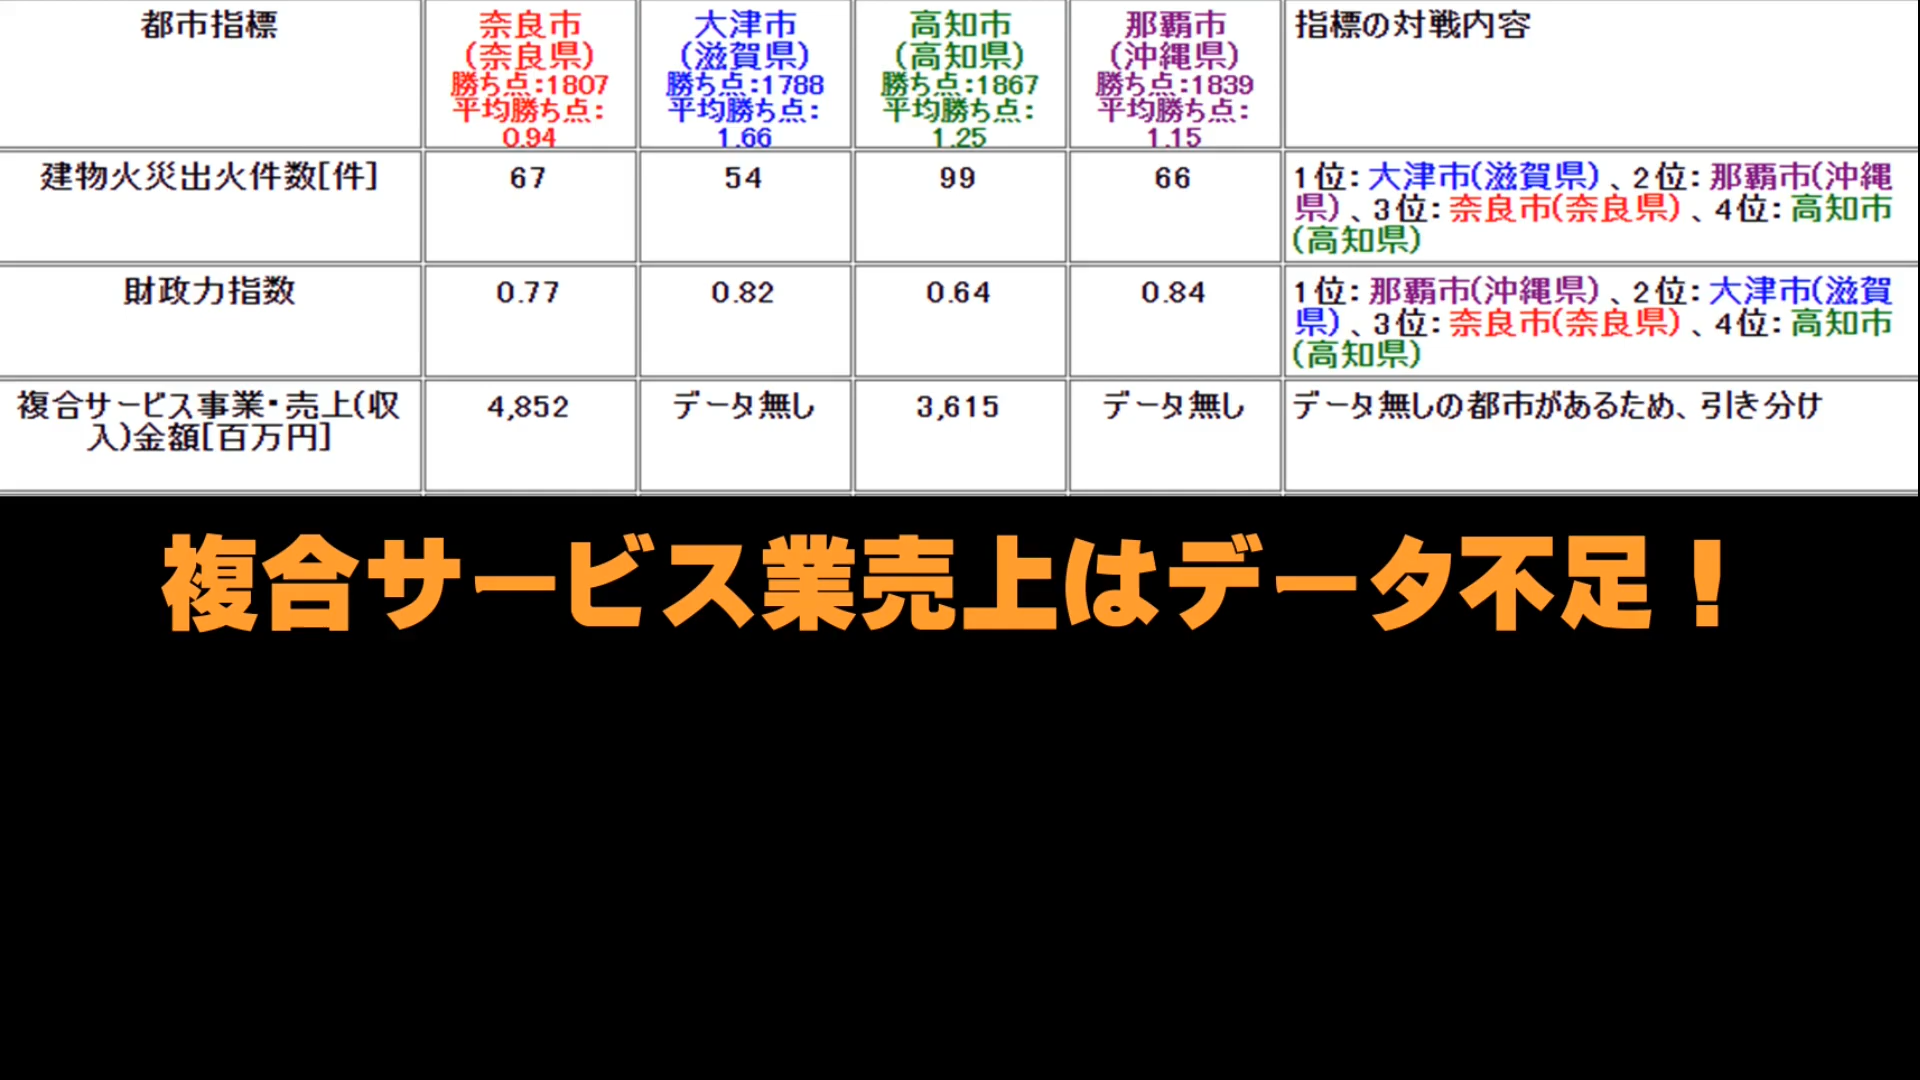 都市指標
奈良市
(奈良県)
勝ち点:1807
平均勝ち点:
0.94
大津市
(滋賀県)
勝ち点:1788
平均勝ち点:
1.66
高知市
(高知県)
勝ち点:1867
平均勝ち点:
1.25
那覇市
(沖縄県)
勝ち点:1839
平均勝ち点:
1.15
指標の対戦内容
建物火災出火件数[件]
67
54
99
66
1位:大津市(滋賀県)、2位:那覇市(沖縄
県)、3位:奈良市(奈良県)、4位:高知市
(高知県)
財政力指数
0.77
0.82
0.64
0.84
1位:那覇市(沖縄県)、2位:大津市(滋賀
県)、3位:奈良市(奈良県)、4位:高知市
(高知県)
複合サービス事業・売上(収
入)金額[百万円]
4,852
データ無し
3,615
データ無し
データ無しの都市があるため、引き分け
複合サービス業売上はデータ不足！